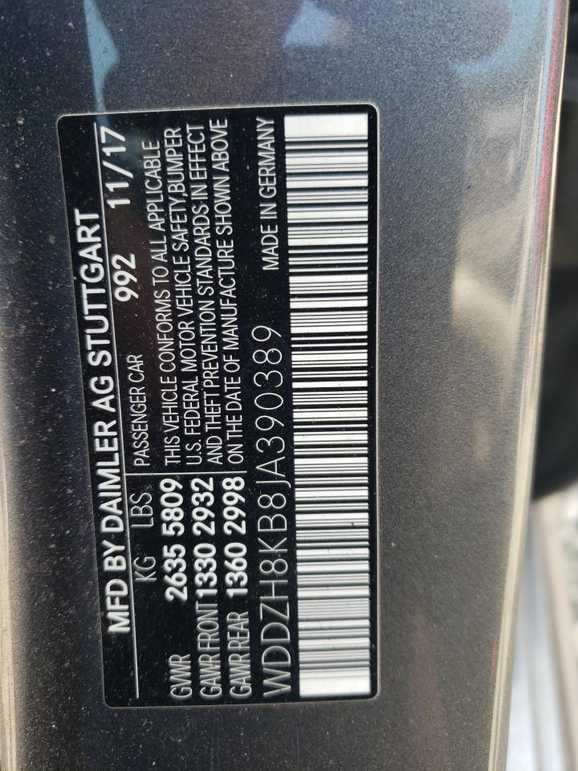 MFD BY DAIMLER AG STUTTGART
992 11/17
KG LBS PASSENGER CAR
GVWR 2635 5809 THIS VEHICLE CONFORMS TO ALL APPLICABLE
U.S. FEDERAL MOTOR VEHICLE SAFETY,BUMPER
GAWR FRONT 1330 2932 AND THEFT PREVENTION STANDARDS IN EFFECT
GAWR REAR 1360 2998 ON THE DATE OF MANUFACTURE SHOWN ABOVE
WDDZH8KB8JA390389 MADE IN GERMANY